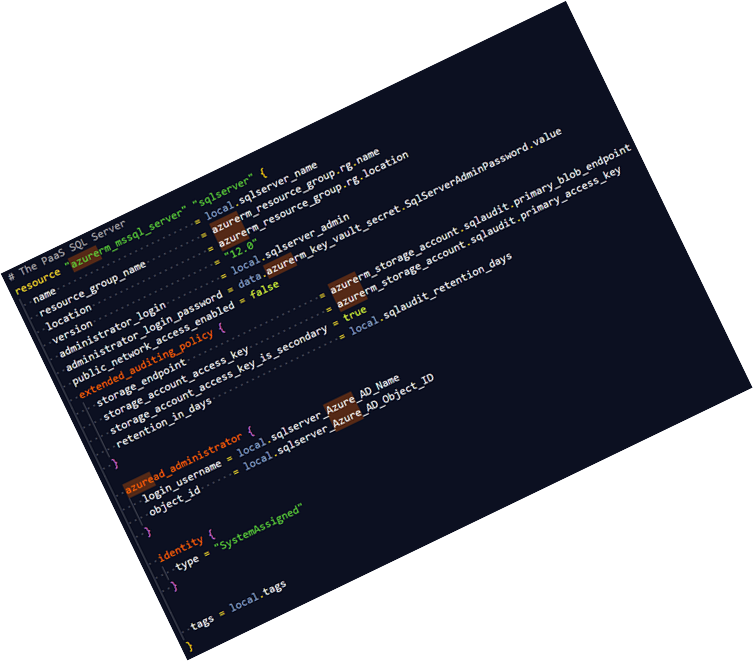 # The PaaS SQL Server
resource "azurerm_mssql_server" "sqlserver" {
name = local.sqlserver_name
resource_group_name = azurerm_resource_group.rg.name
location = azurerm_resource_group.rg.location
version = "12.0"
administrator_login = local.sqlserver_admin
administrator_login_password = data.azurerm_key_vault_secret.SqlServerAdminPassword.value
public_network_access_enabled = false
extended_auditing_policy {
storage_endpoint = azurerm_storage_account.sqlaudit.primary_blob_endpoint
storage_account_access_key = azurerm_storage_account.sqlaudit.primary_access_key
storage_account_access_key_is_secondary = true
retention_in_days = local.sqlaudit_retention_days
}
azuread_administrator {
login_username = local.sqlserver_Azure_AD_Name
object_id = local.sqlserver_Azure_AD_Object_ID
}
identity {
type = "SystemAssigned"
}
tags = local.tags
}